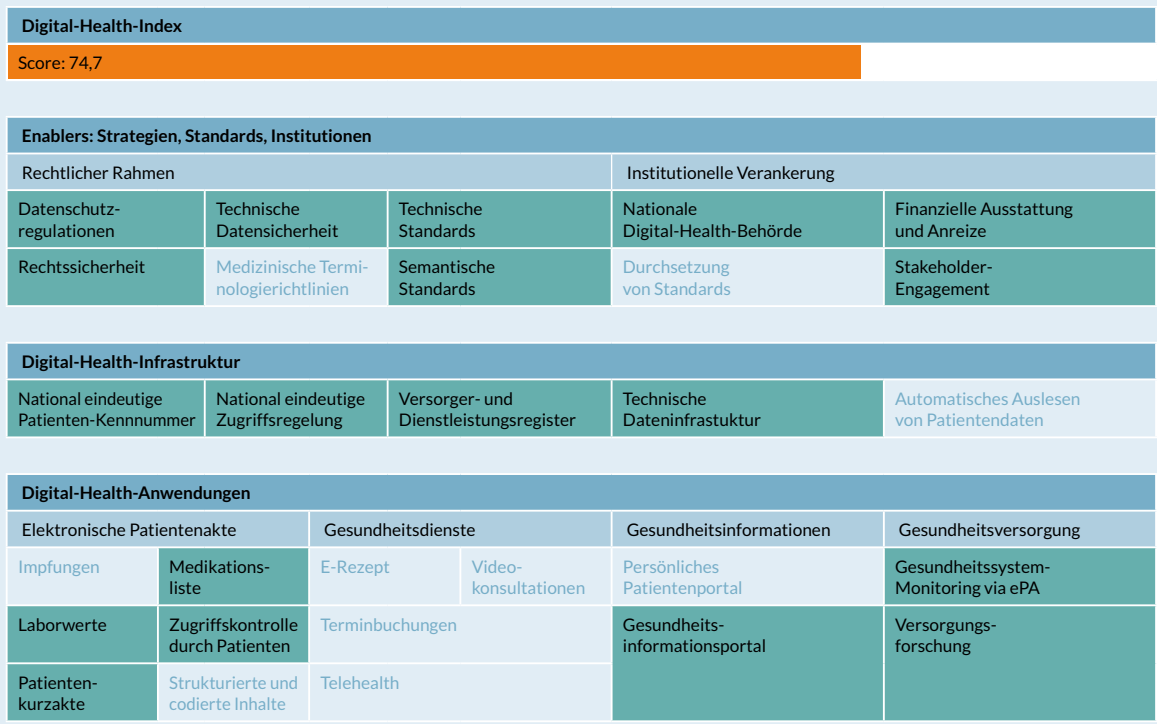 Digital-Health-Index
Score: 74,7
Enablers: Strategien, Standards, Institutionen
Rechtlicher Rahmen
Institutionelle Verankerung
Datenschutz-
regulationen
Technische
Datensicherheit
Technische
Standards
Nationale
Digital-Health-Behörde
Finanzielle Ausstattung
und Anreize
Rechtssicherheit
Medizinische Termi-
nologierichtlinien
Semantische
Standards
Durchsetzung
von Standards
Stakeholder-
Engagement
Digital-Health-Infrastruktur
National eindeutige
Patienten-Kennnummer
National eindeutige
Zugriffsregelung
Versorger- und
Dienstleistungsregister
Technische
Dateninfrastuktur
Automatisches Auslesen
von Patientendaten
Digital-Health-Anwendungen
Elektronische Patientenakte
Gesundheitsdienste
Gesundheitsinformationen
Gesundheitsversorgung
Impfungen
Medikations-
liste
E-Rezept
Video-
konsultationen
Persönliches
Patientenportal
Gesundheitssystem-
Monitoring via ePA
Laborwerte
Zugriffskontrolle
durch Patienten
Terminbuchungen
Gesundheits-
informationsportal
Versorgungs-
forschung
Patienten-
kurzakte
Strukturierte und
codierte Inhalte
Telehealth